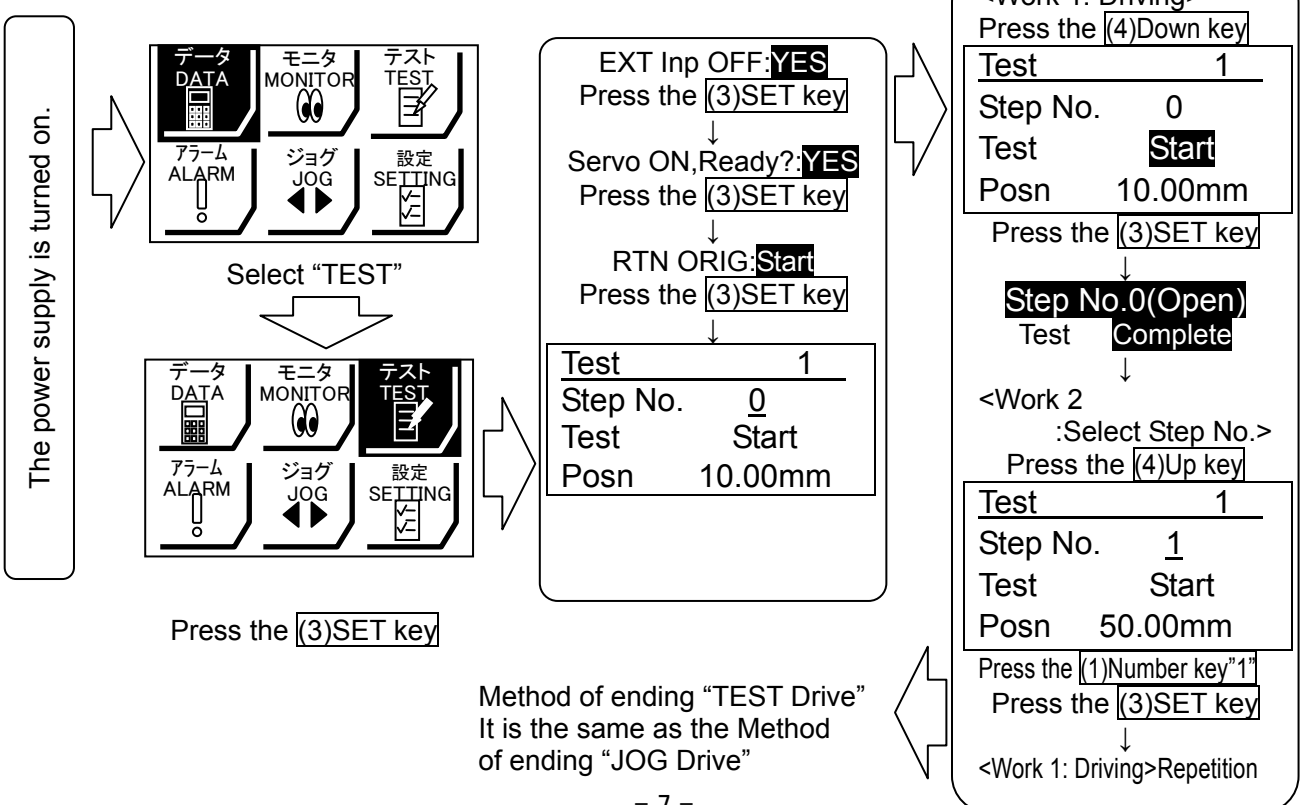 The power supply is turned on.
データ モニタ テスト
DATA MONITOR TEST
アラーム ジョグ 設定
ALARM JOG SETTING
Select “TEST”
データ モニタ テスト
DATA MONITOR TEST
アラーム ジョグ 設定
ALARM JOG SETTING
Press the (3)SET key
EXT Inp OFF:YES
Press the (3)SET key
↓
Servo ON,Ready?:YES
Press the (3)SET key
↓
RTN ORIG:Start
Press the (3)SET key
↓
Test 1
Step No. 0
Test Start
Posn 10.00mm
<Work 1: Driving>
Press the (4)Down key
Test 1
Step No. 0
Test Start
Posn 10.00mm
Press the (3)SET key
↓
Step No.0(Open)
Test Complete
↓
<Work 2
:Select Step No.>
Press the (4)Up key
Test 1
Step No. 1
Test Start
Posn 50.00mm
Press the (1)Number key”1”
Press the (3)SET key
↓
<Work 1: Driving>Repetition
Method of ending “TEST Drive”
It is the same as the Method
of ending “JOG Drive”
– 7 –